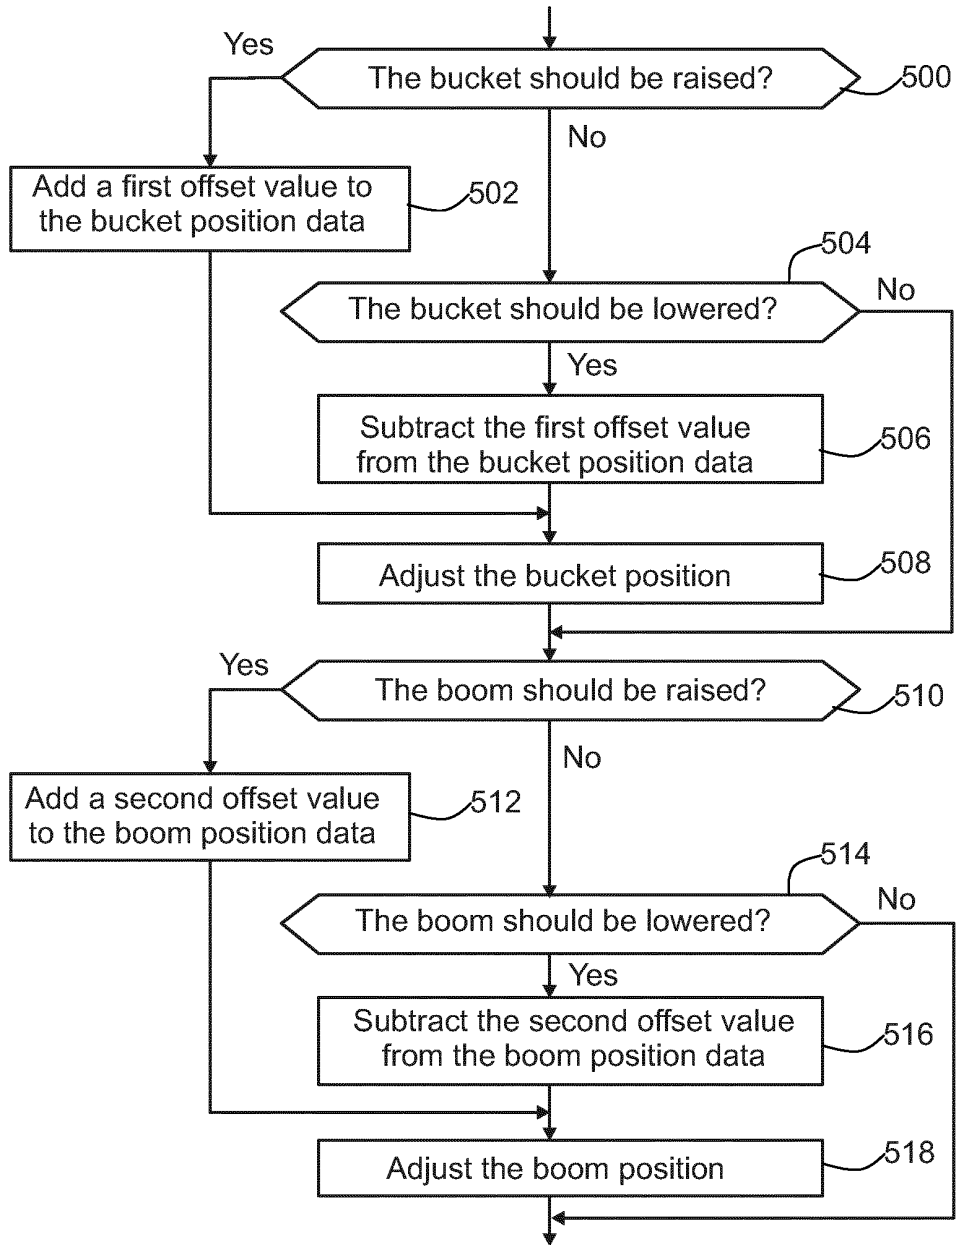 Yes
The bucket should be raised?
500
No
Add a first offset value to
the bucket position data
502
504
The bucket should be lowered?
No
Yes
Subtract the first offset value
from the bucket position data
506
Adjust the bucket position
508
Yes
The boom should be raised?
510
No
Add a second offset value
to the boom position data
512
514
The boom should be lowered?
No
Yes
Subtract the second offset value
from the boom position data
516
Adjust the boom position
518